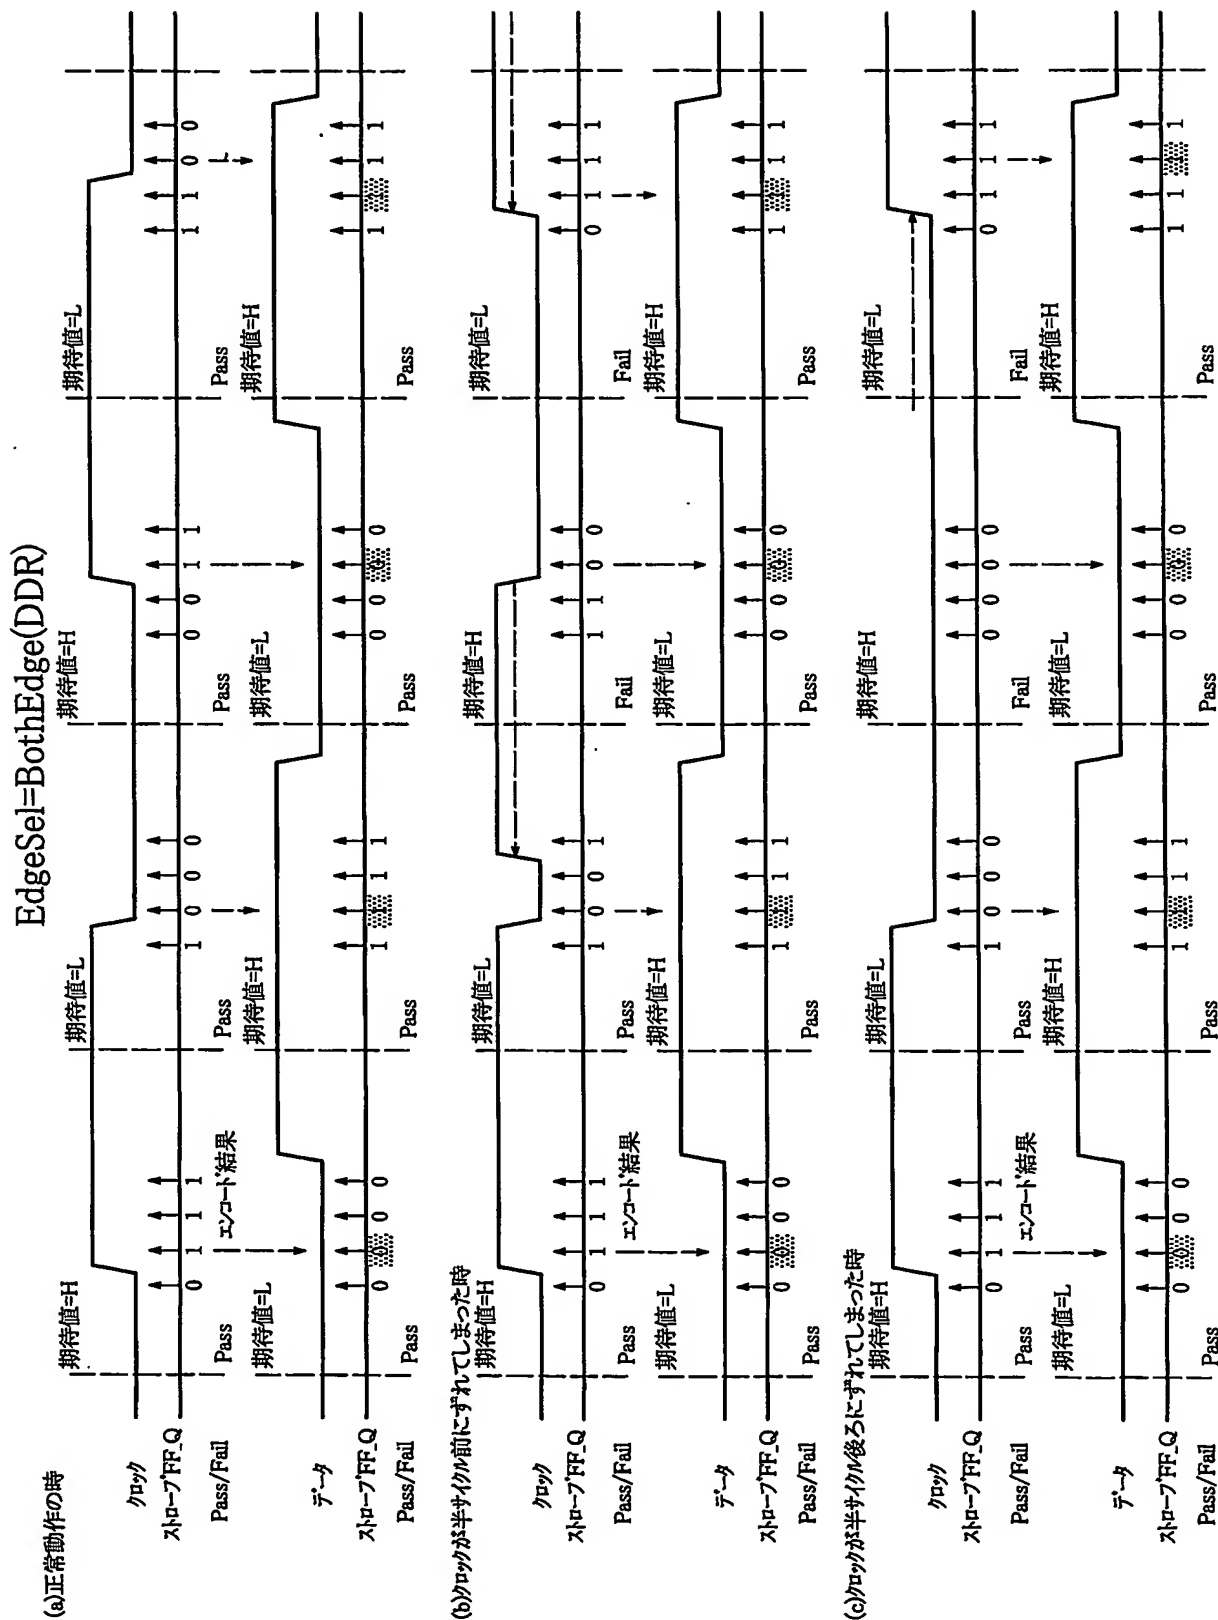 EdgeSel=BothEdge(DDR)
(a)正常動作の時
期待値=H 期待値=L 期待値=H 期待値=L
クロック
ストローブFF_Q 0 1 1 1 1 0 0 0 0 0 1 1 1 1 0 0
エンコード結果
Pass/Fail Pass Pass Pass Pass
期待値=L 期待値=H 期待値=L 期待値=H
データ
ストローブFF_Q 0 0 0 0 1 1 1 1 0 0 0 0 1 1 1 1
Pass/Fail Pass Pass Pass Pass
(b)クロックが半サイクル前にずれてしまった時
期待値=H 期待値=L 期待値=H 期待値=L
クロック
ストローブFF_Q 0 1 1 1 1 0 0 1 1 1 0 0 0 1 1 1
エンコード結果
Pass/Fail Pass Pass Fail Fail
期待値=L 期待値=H 期待値=L 期待値=H
データ
ストローブFF_Q 0 0 0 0 1 1 1 1 0 0 0 0 1 1 1 1
Pass/Fail Pass Pass Pass Pass
(c)クロックが半サイクル後ろにずれてしまった時
期待値=H 期待値=L 期待値=H 期待値=L
クロック
ストローブFF_Q 0 1 1 1 1 0 0 0 0 0 0 0 0 1 1 1
エンコード結果
Pass/Fail Pass Pass Fail Fail
期待値=L 期待値=H 期待値=L 期待値=H
データ
ストローブFF_Q 0 0 0 0 1 1 1 1 0 0 0 0 1 1 1 1
Pass/Fail Pass Pass Pass Pass